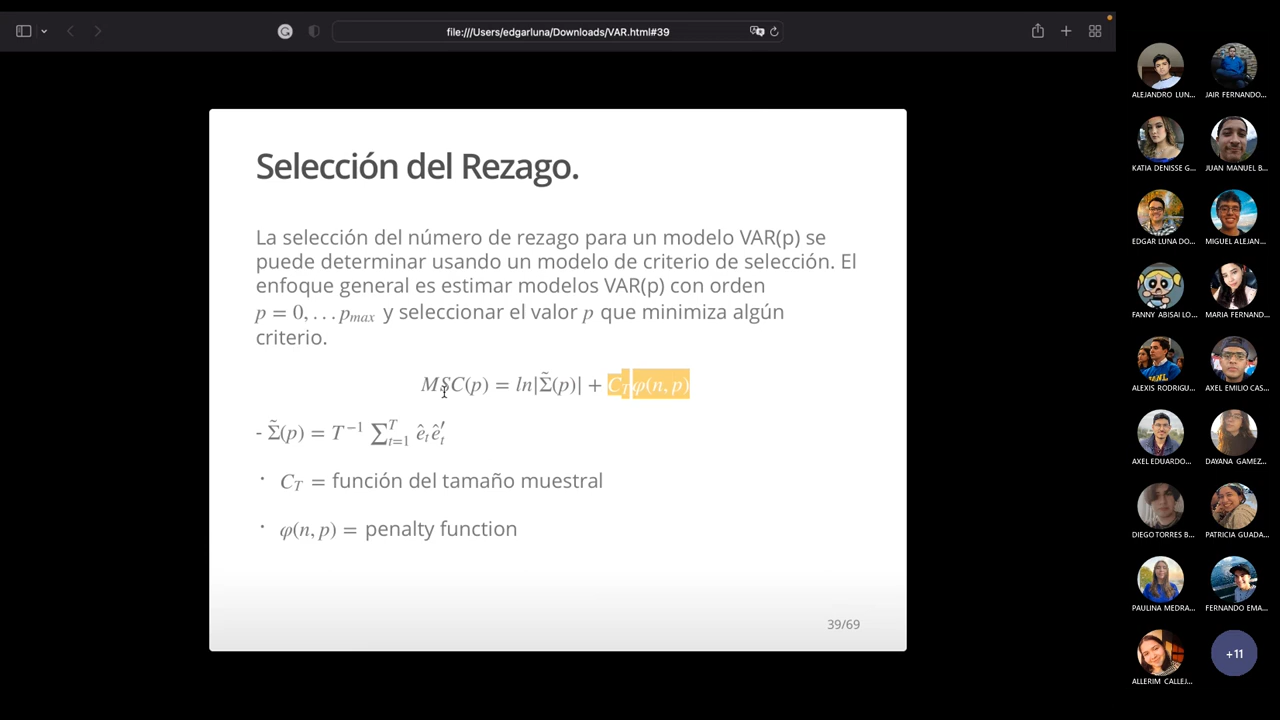 file:///Users/edgarluna/Downloads/VAR.html#39
Selección del Rezago.
La selección del número de rezago para un modelo VAR(p) se
puede determinar usando un modelo de criterio de selección. El
enfoque general es estimar modelos VAR(p) con orden
p = 0, . . . pmax y seleccionar el valor p que minimiza algún
criterio.
MSC(p) = ln|Σ̃(p)| + C_T φ(n, p)
- Σ̃(p) = T⁻¹ ∑_{t=1}^{T} ê_t ê′_t
· C_T = función del tamaño muestral
· φ(n, p) = penalty function
39/69
ALEJANDRO LUN...
JAIR FERNANDO...
KATIA DENISSE G...
JUAN MANUEL B...
EDGAR LUNA DO...
MIGUEL ALEJAN...
FANNY ABISAI LO...
MARIA FERNAND...
ALEXIS RODRIGU...
AXEL EMILIO CAS...
AXEL EDUARDO...
DAYANA GAMEZ...
DIEGO TORRES B...
PATRICIA GUADA...
PAULINA MEDRA...
FERNANDO EMA...
ALLERIM CALLEJ...
+11